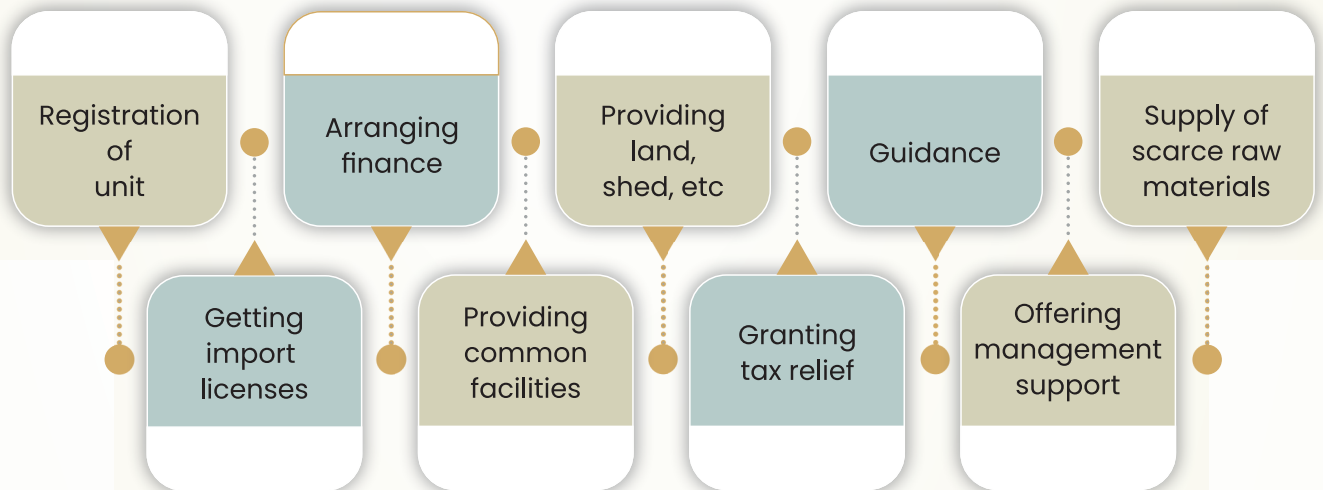 Registration
of
unit
Arranging
finance
Providing
land,
shed, etc
Guidance
Supply of
scarce raw
materials
Getting
import
licenses
Providing
common
facilities
Granting
tax relief
Offering
management
support